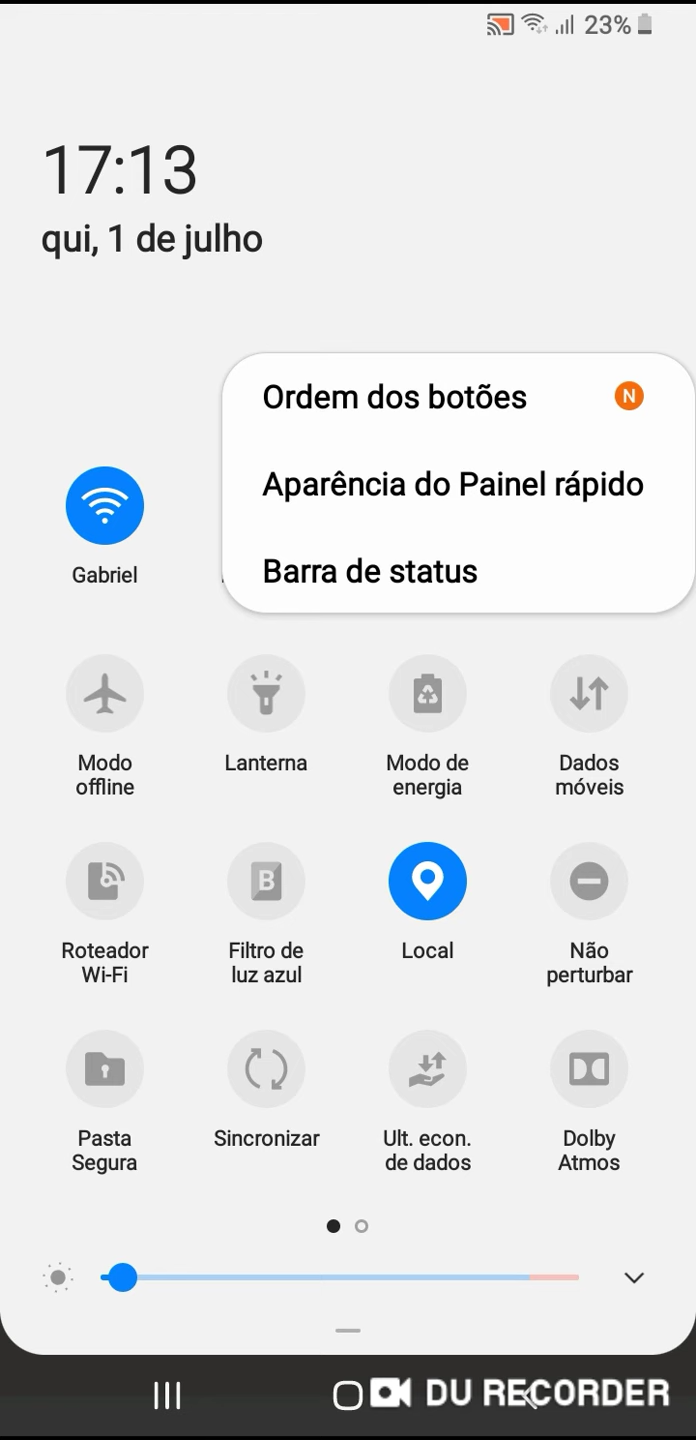 23%
17:13
qui, 1 de julho
Ordem dos botões N
Aparência do Painel rápido
Barra de status
Gabriel
Modo
offline
Lanterna
Modo de
energia
Dados
móveis
Roteador
Wi-Fi
B
Filtro de
luz azul
Local
Não
perturbar
Pasta
Segura
Sincronizar
Ult. econ.
de dados
Dolby
Atmos
DU RECORDER